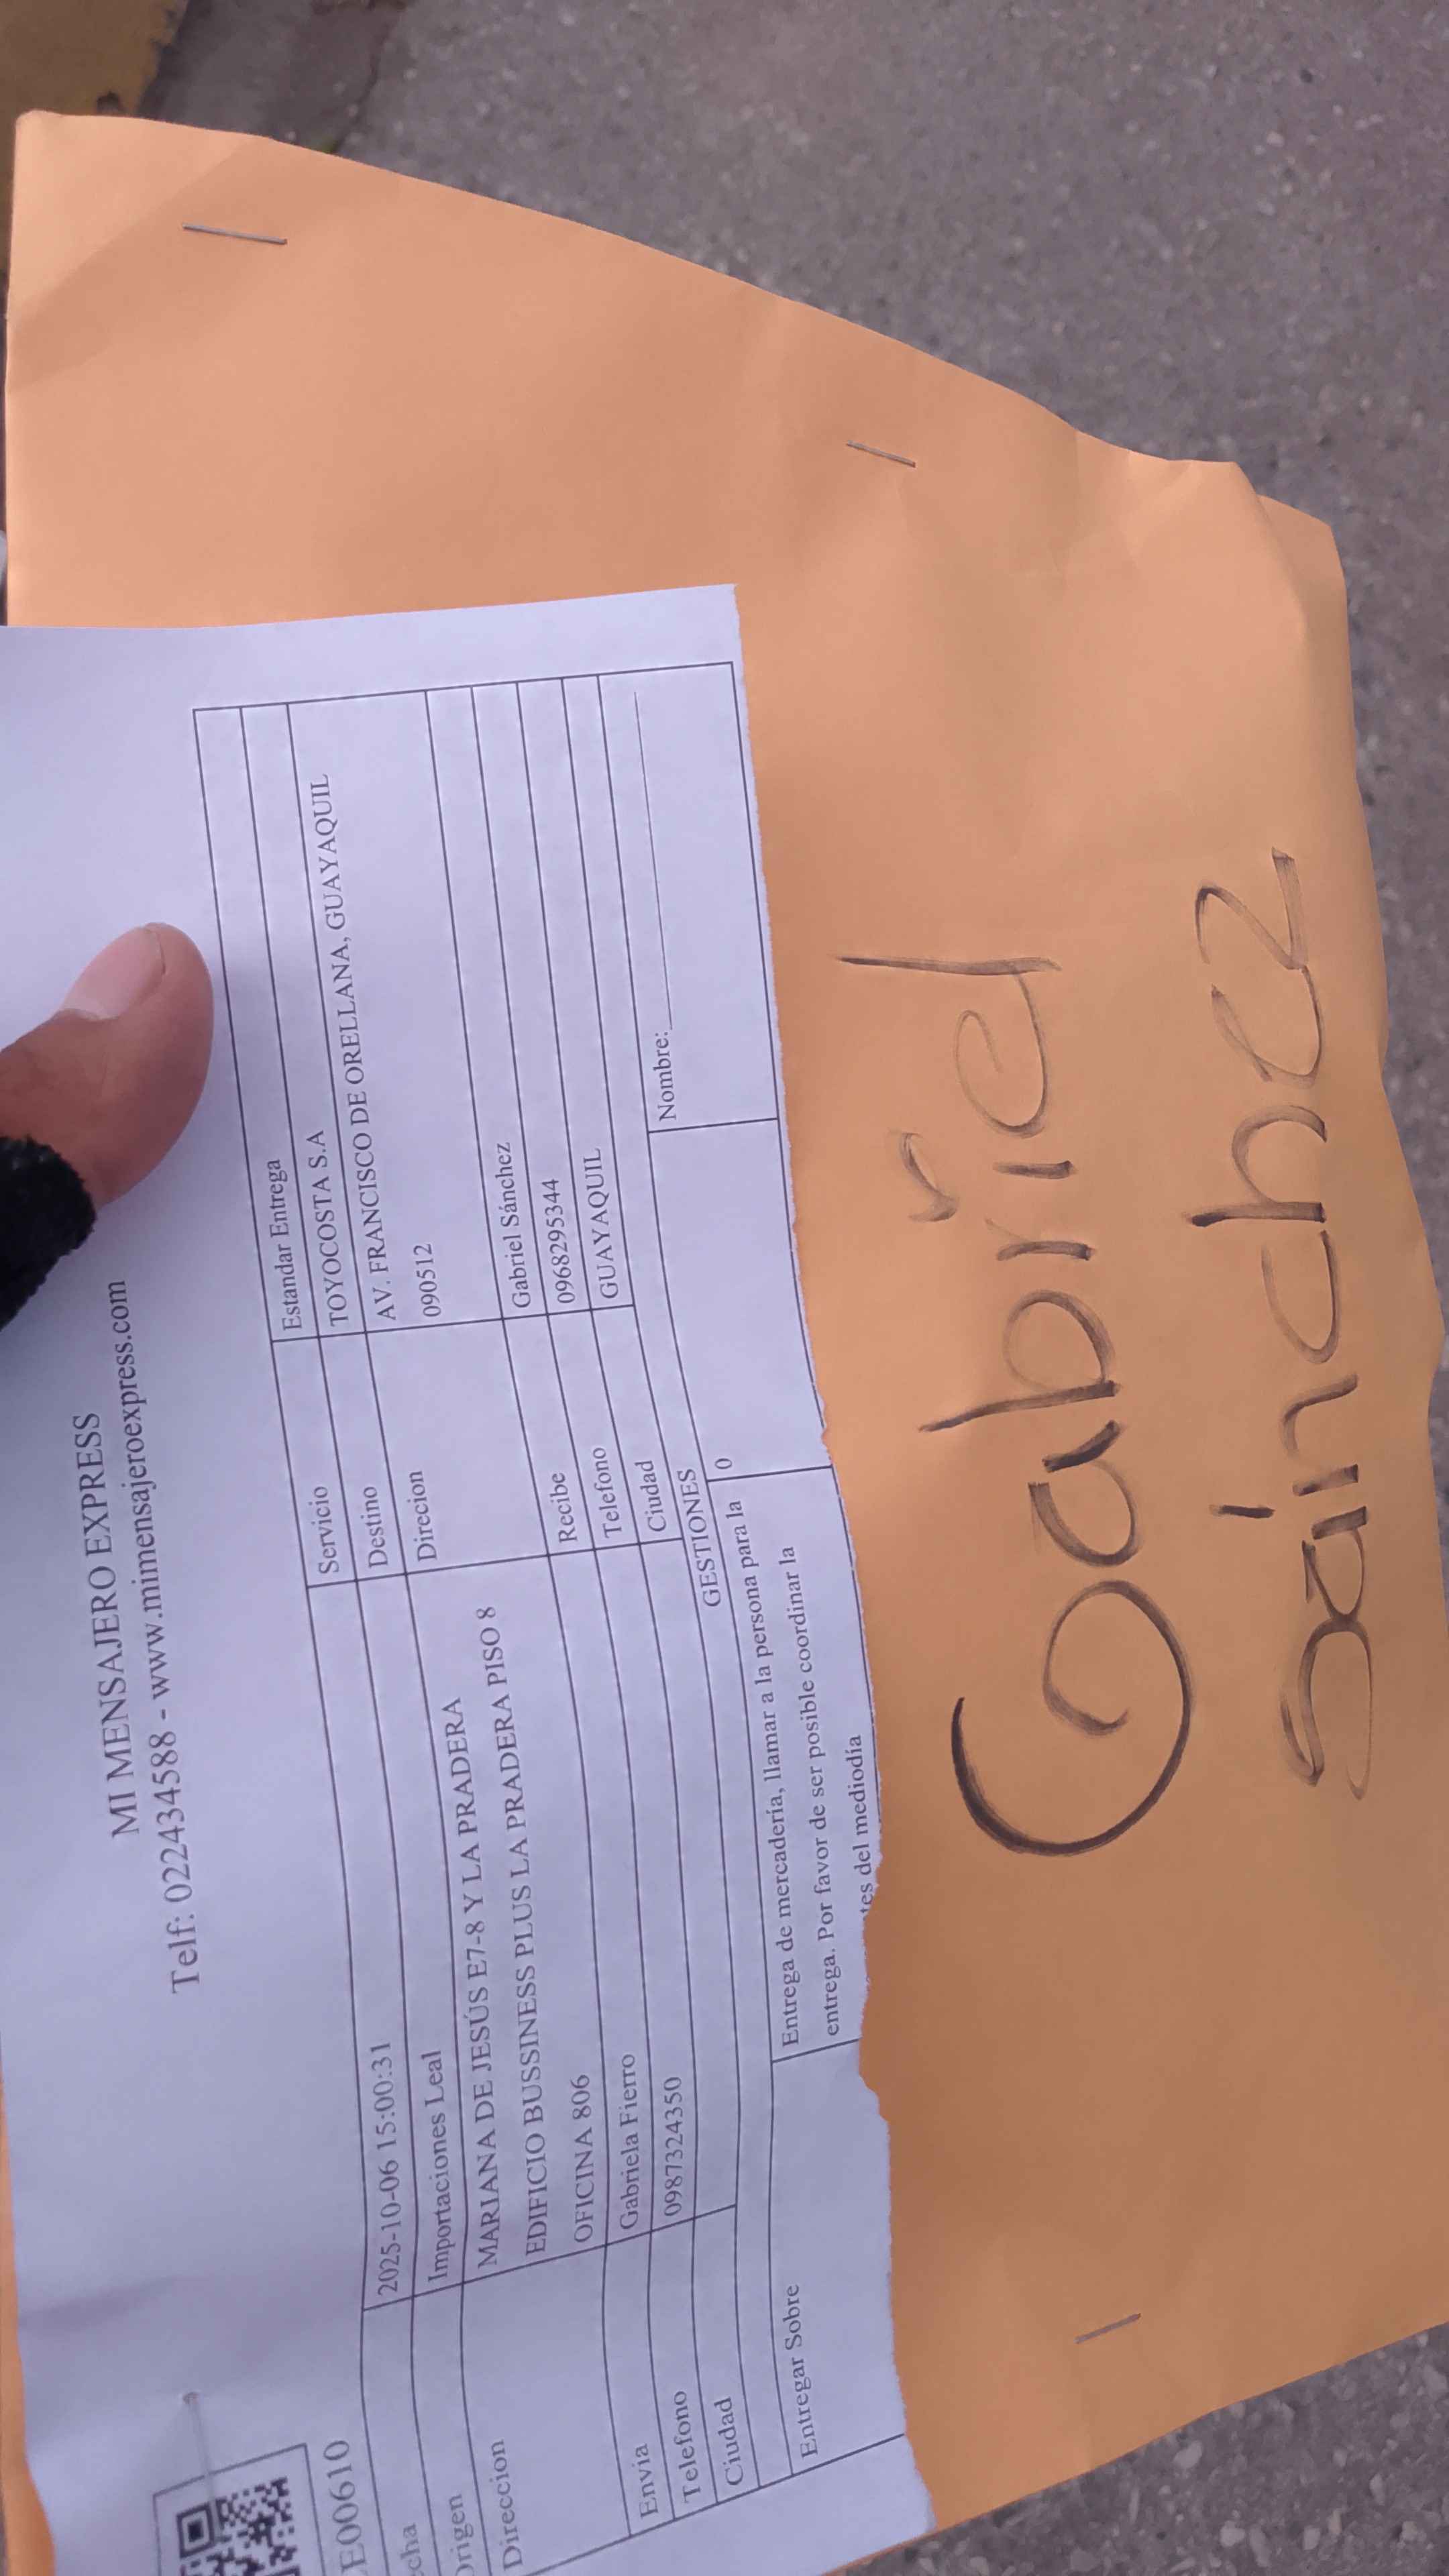 MI MENSAJERO EXPRESS
Telf: 022434588 - www.mimensajeroexpress.com
E00610
cha 2025-10-06 15:00:31 Servicio Estandar Entrega
Origen Importaciones Leal Destino TOYOCOSTA S.A
Direccion MARIANA DE JESÚS E7-8 Y LA PRADERA Direcion AV. FRANCISCO DE ORELLANA, GUAYAQUIL
EDIFICIO BUSSINESS PLUS LA PRADERA PISO 8 090512
OFICINA 806
Envia Gabriela Fierro Recibe Gabriel Sánchez
Telefono 0987324350 Telefono 0968295344
Ciudad Ciudad GUAYAQUIL
GESTIONES
Entregar Sobre Entrega de mercadería, llamar a la persona para la 0 Nombre:
entrega. Por favor de ser posible coordinar la
tes del mediodía
Gabriel
Sánchez